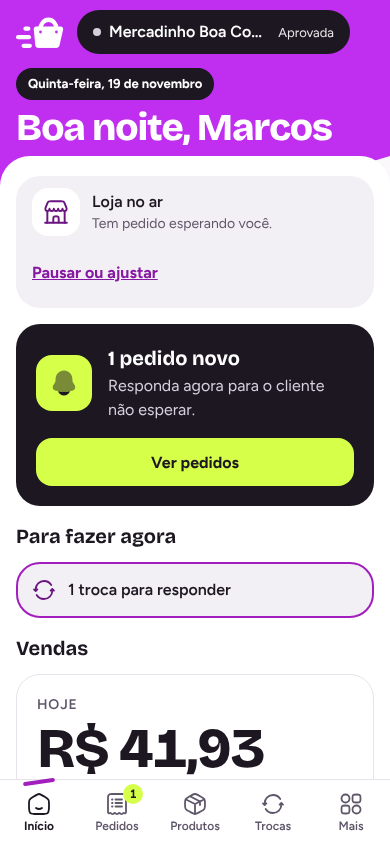 Mercadinho Boa Co...
Aprovada
Quinta-feira, 19 de novembro
Boa noite, Marcos
Loja no ar
Tem pedido esperando você.
Pausar ou ajustar
1 pedido novo
Responda agora para o cliente
não esperar.
Ver pedidos
Para fazer agora
1 troca para responder
Vendas
HOJE
R$ 41,93
1
Início
Pedidos
Produtos
Trocas
Mais